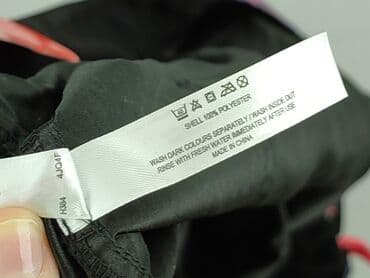 SHELL 100% POLYESTER
WASH DARK COLOURS SEPARATELY / WASH INSIDE OUT
RINSE WITH FRESH WATER IMMEDIATELY AFTER USE
MADE IN CHINA
H384